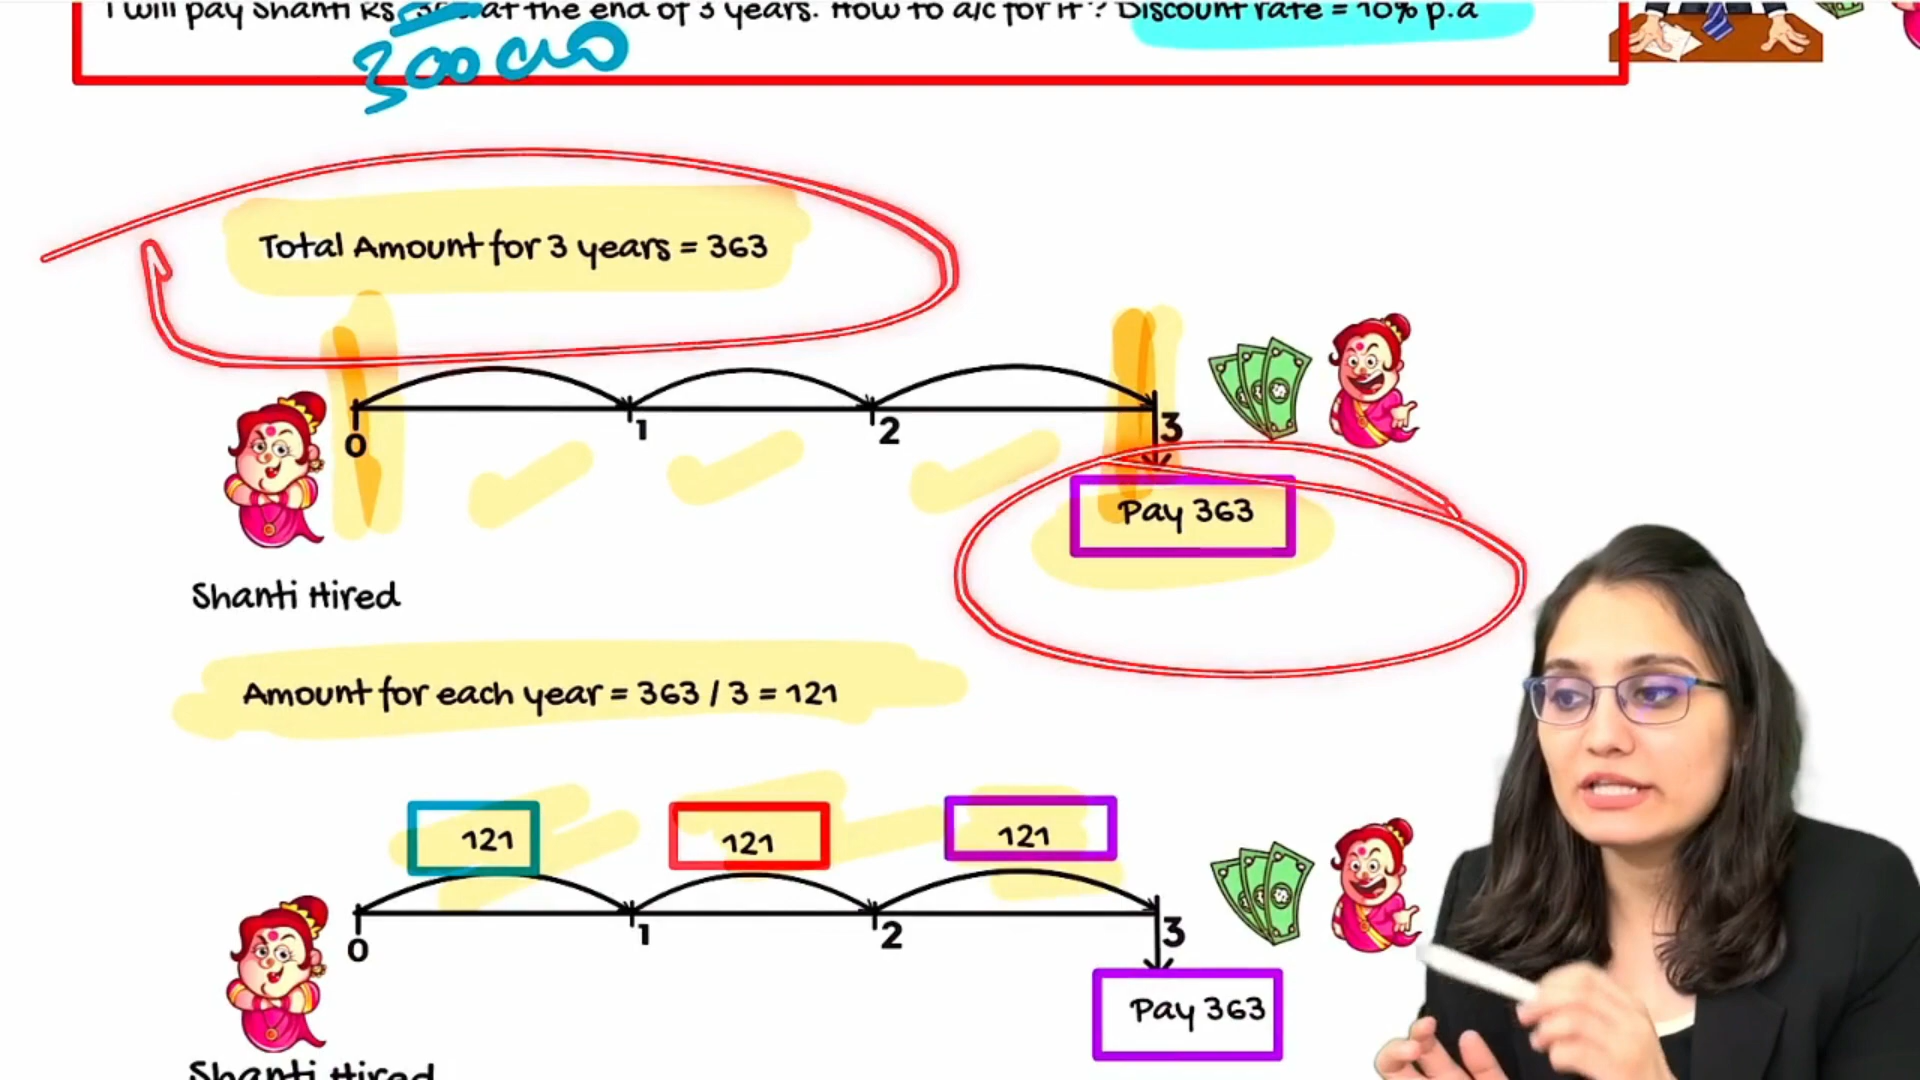 I will pay Shanti Rs at the end of 3 years. How to a/c for it? Discount rate = 10% p.a
300 000
Total Amount for 3 years = 363
0 1 2 3
Pay 363
Shanti Hired
Amount for each year = 363 / 3 = 121
121 121 121
0 1 2 3
Pay 363
Shanti Hired